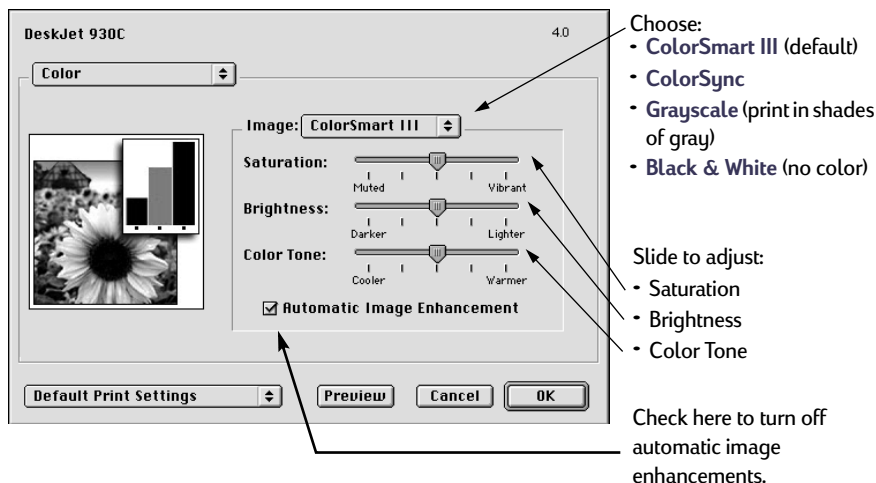 DeskJet 930C
4.0
Color
Image: ColorSmart III
Saturation:
Muted
Vibrant
Brightness:
Darker
Lighter
Color Tone:
Cooler
Warmer
Automatic Image Enhancement
Default Print Settings
Preview
Cancel
OK
Choose:
• ColorSmart III (default)
• ColorSync
• Grayscale (print in shades
of gray)
• Black & White (no color)
Slide to adjust:
• Saturation
• Brightness
• Color Tone
Check here to turn off
automatic image
enhancements.